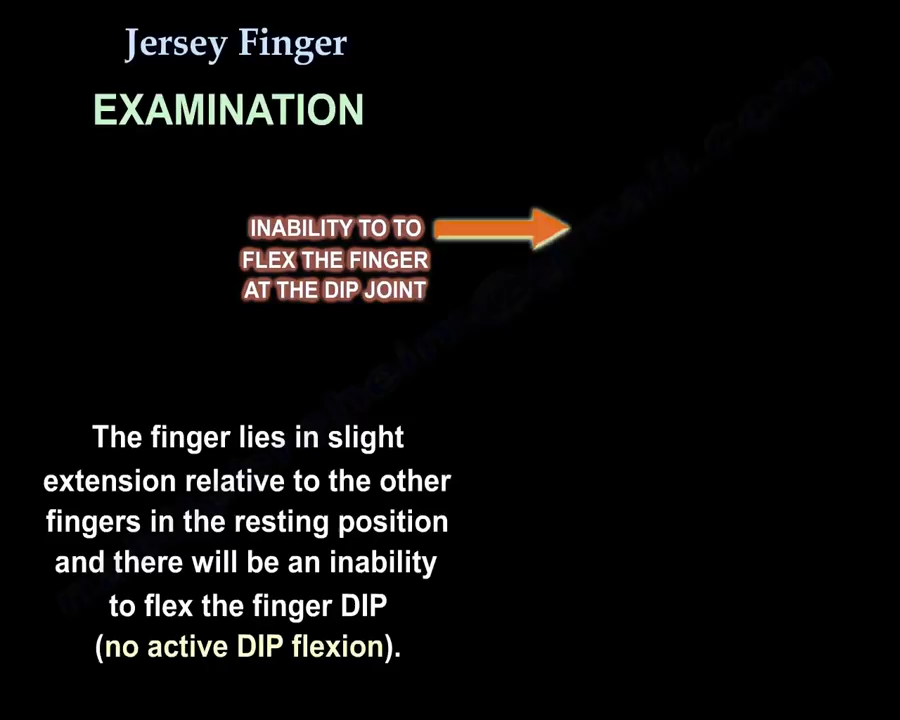 Jersey Finger
EXAMINATION
INABILITY TO TO
FLEX THE FINGER
AT THE DIP JOINT
The finger lies in slight
extension relative to the other
fingers in the resting position
and there will be an inability
to flex the finger DIP
(no active DIP flexion).